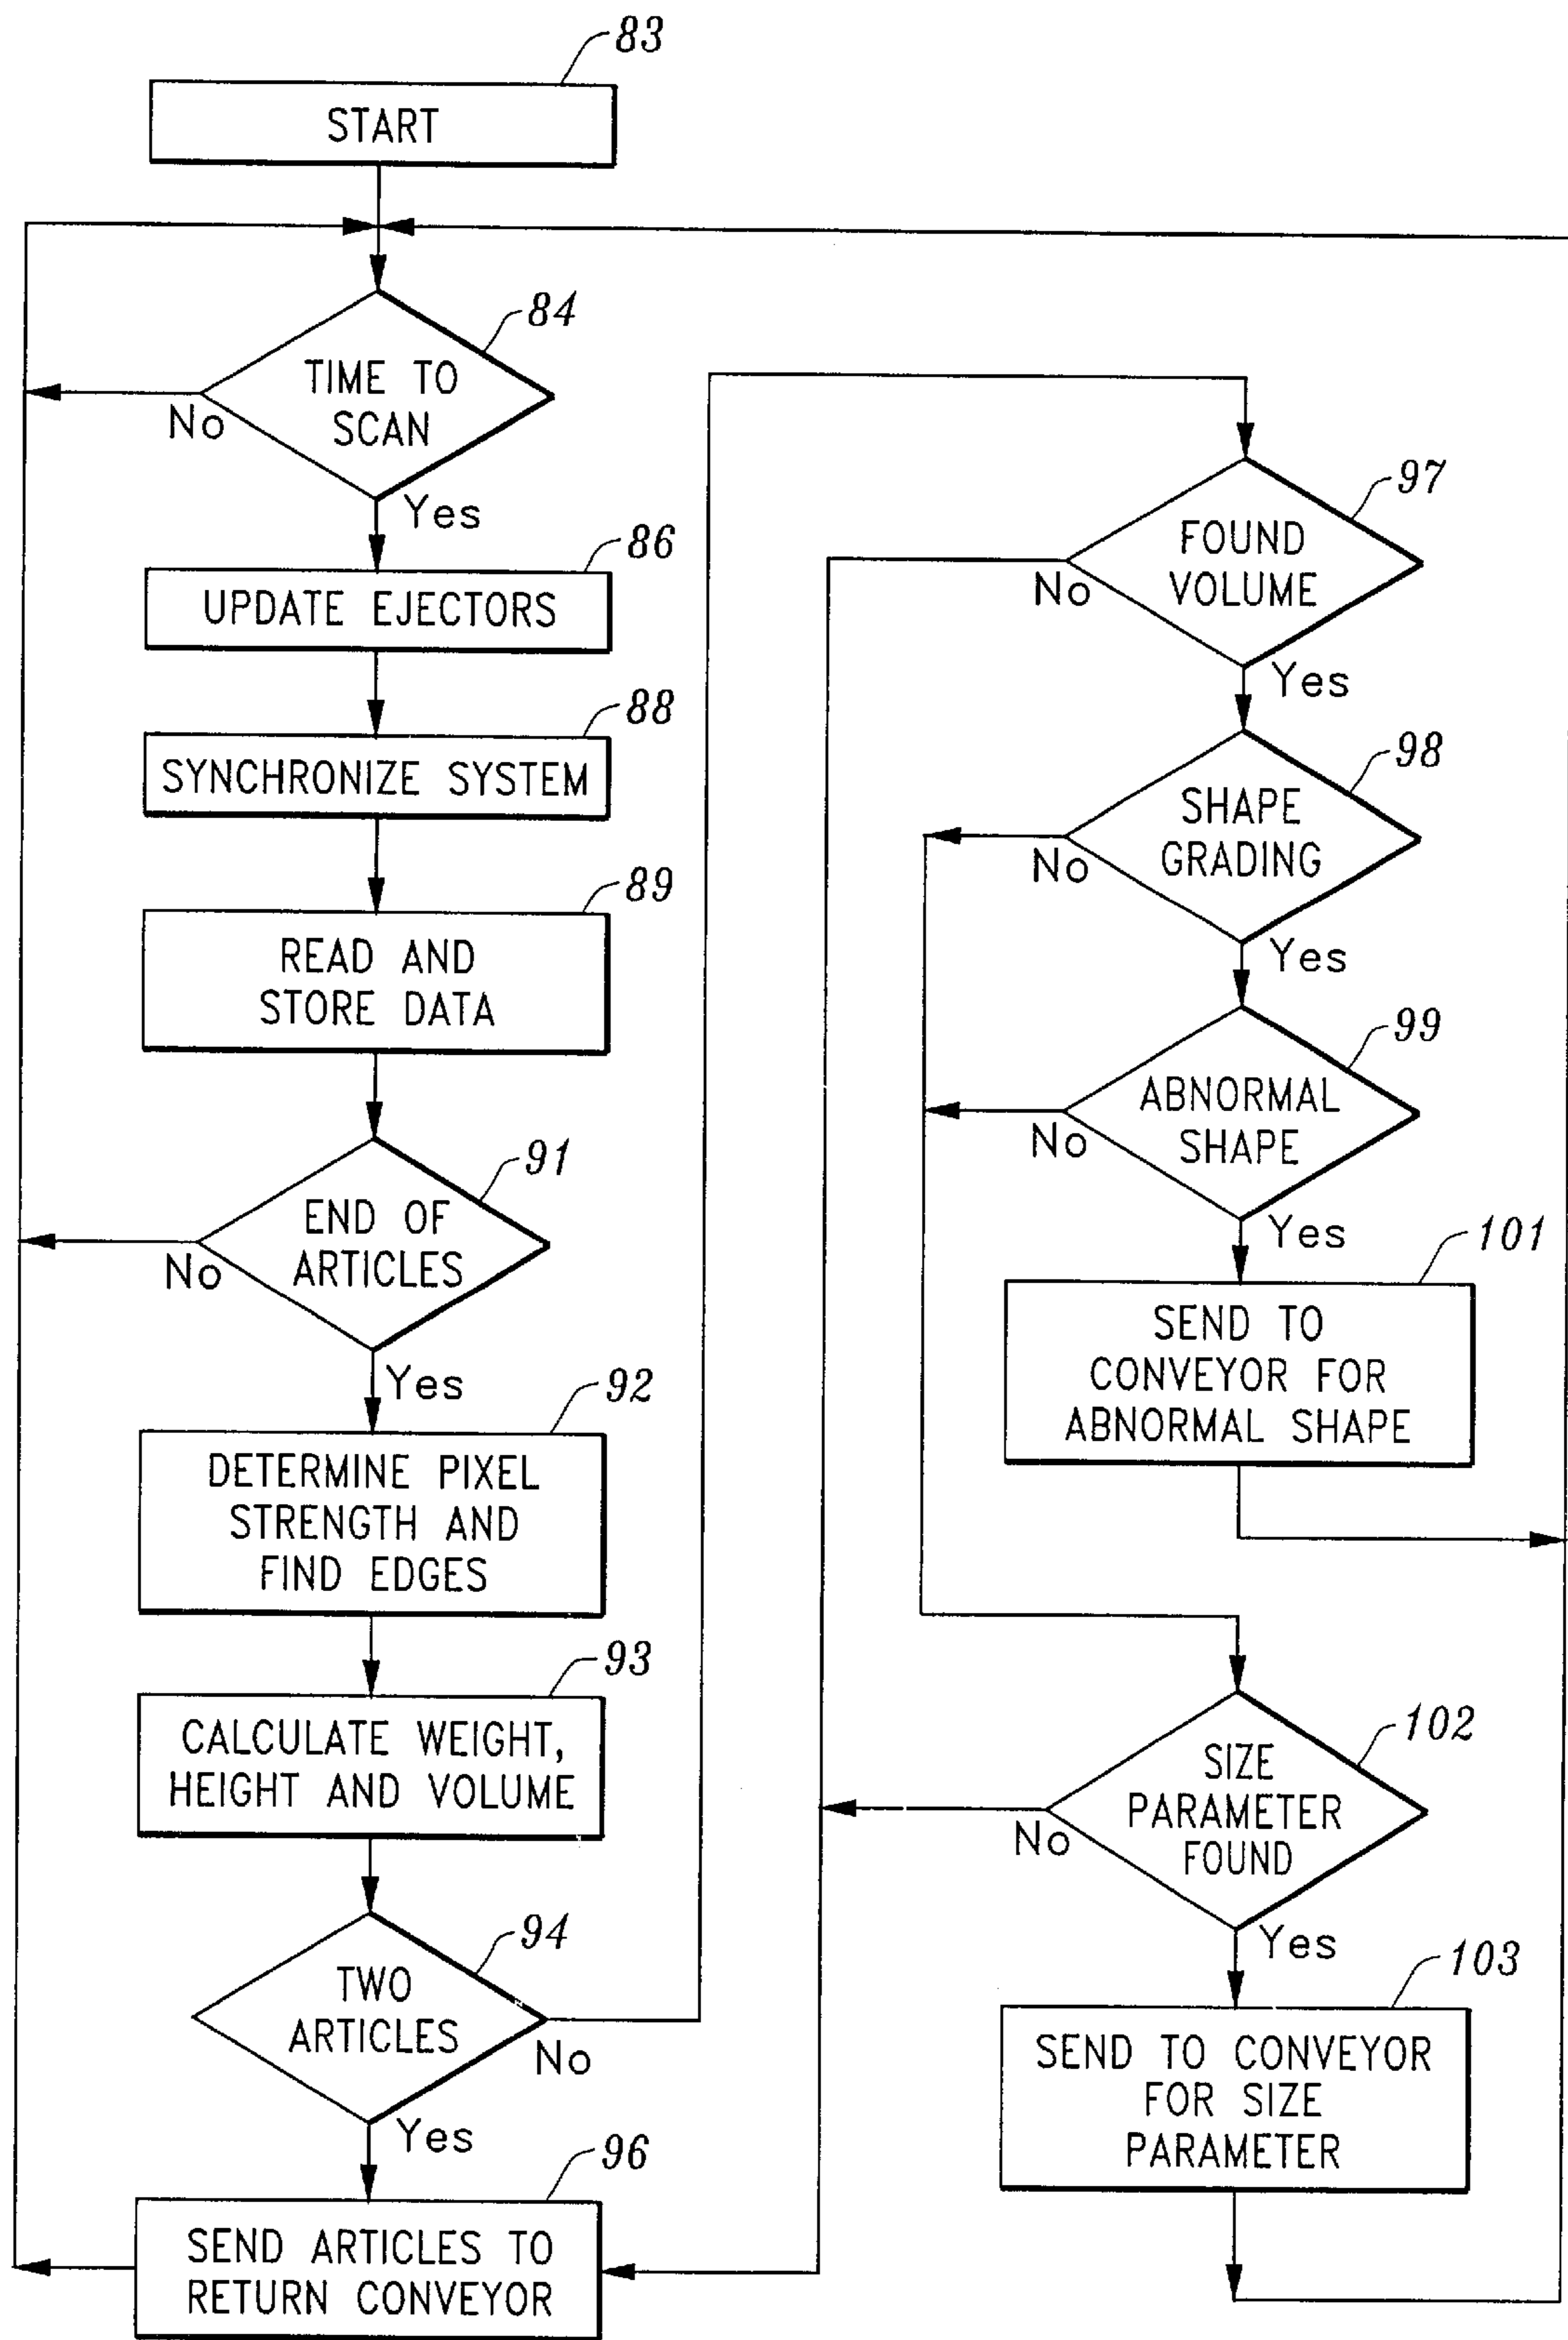 83
START
84
TIME TO
SCAN
No
Yes
86
UPDATE EJECTORS
88
SYNCHRONIZE SYSTEM
89
READ AND
STORE DATA
91
END OF
ARTICLES
No
Yes
92
DETERMINE PIXEL
STRENGTH AND
FIND EDGES
93
CALCULATE WEIGHT,
HEIGHT AND VOLUME
94
TWO
ARTICLES
No
Yes
96
SEND ARTICLES TO
RETURN CONVEYOR
97
FOUND
VOLUME
No
Yes
98
SHAPE
GRADING
No
Yes
99
ABNORMAL
SHAPE
No
Yes
101
SEND TO
CONVEYOR FOR
ABNORMAL SHAPE
102
SIZE
PARAMETER
FOUND
No
Yes
103
SEND TO CONVEYOR
FOR SIZE
PARAMETER